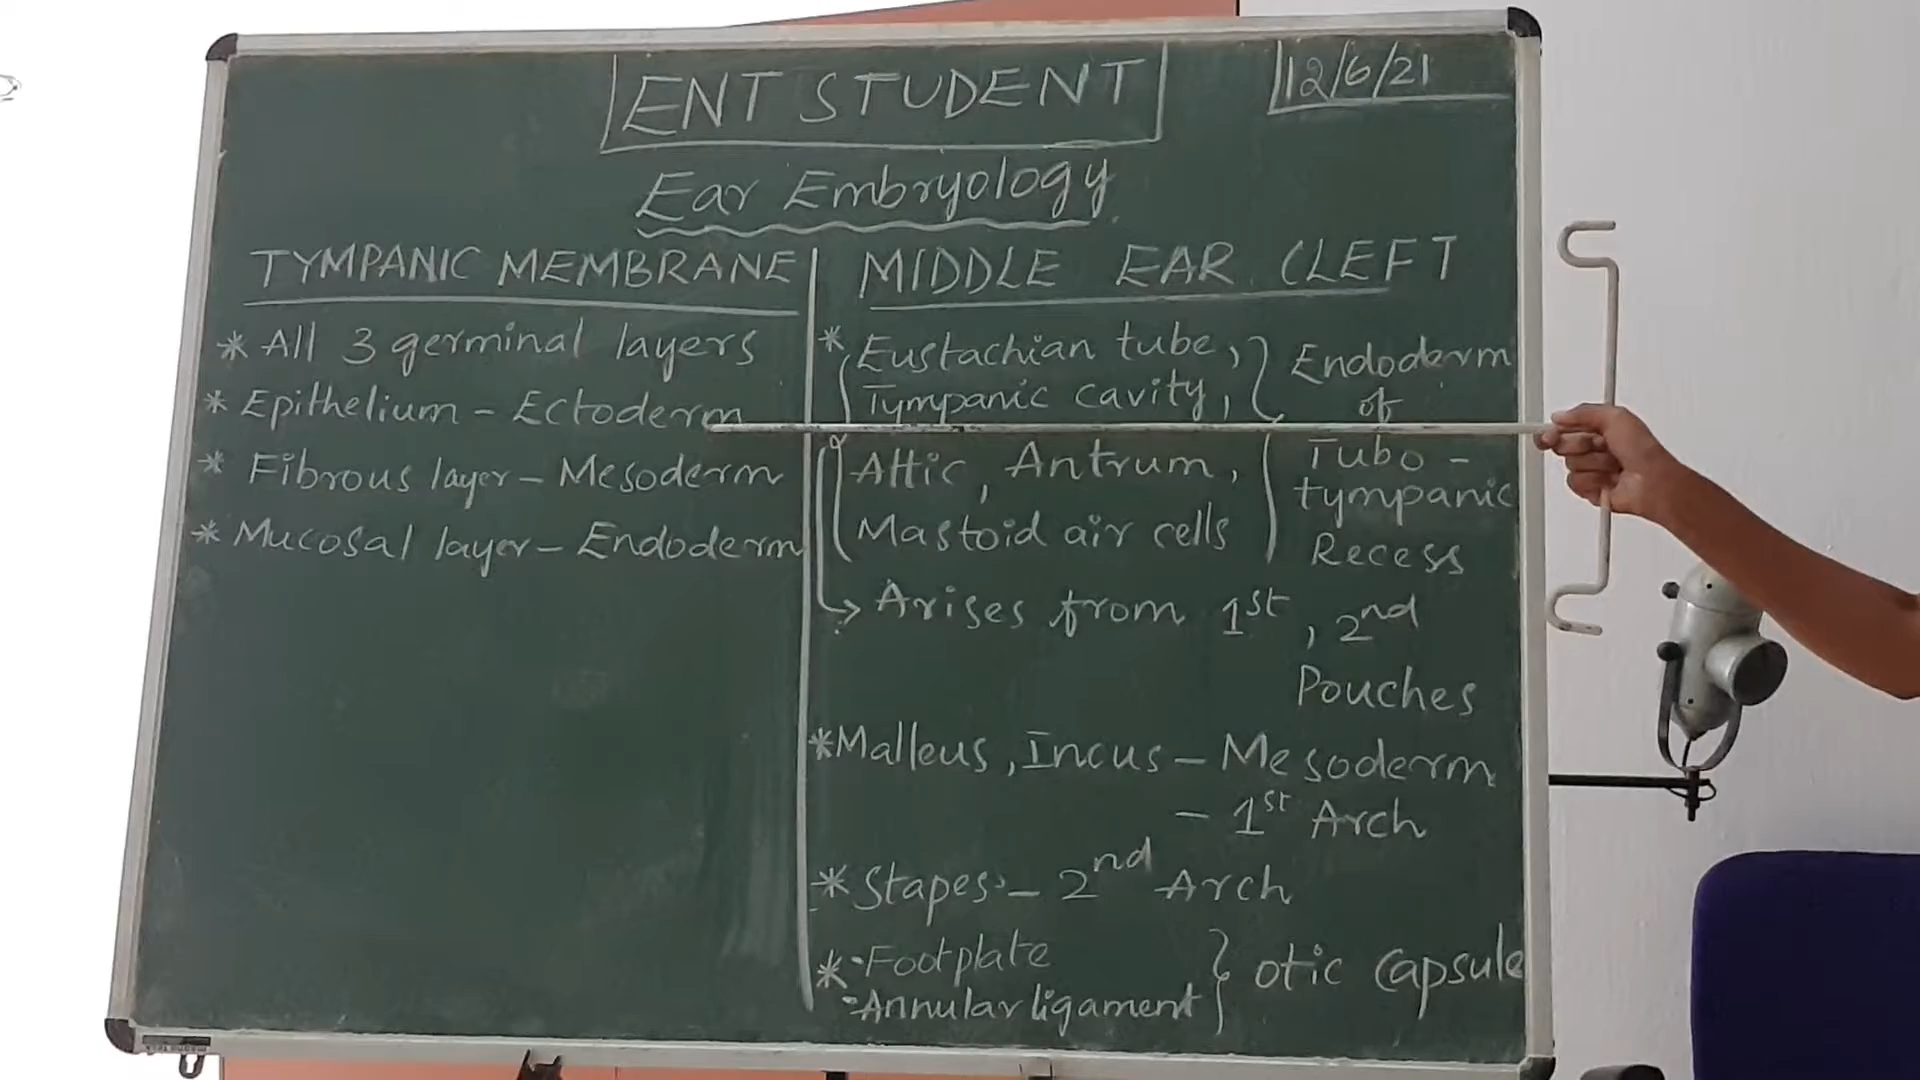 ENT STUDENT
12/6/21
Ear Embryology
TYMPANIC MEMBRANE
* All 3 germinal layers
* Epithelium - Ectoderm
* Fibrous layer - Mesoderm
* Mucosal layer - Endoderm
MIDDLE EAR CLEFT
* Eustachian tube,
Tympanic cavity,
Attic, Antrum,
Mastoid air cells
Endoderm
of
Tubo -
tympanic
Recess
→ Arises from 1st, 2nd
Pouches
* Malleus, Incus - Mesoderm
- 1st Arch
* Stapes - 2nd Arch
* • Footplate
• Annular ligament
} otic capsule